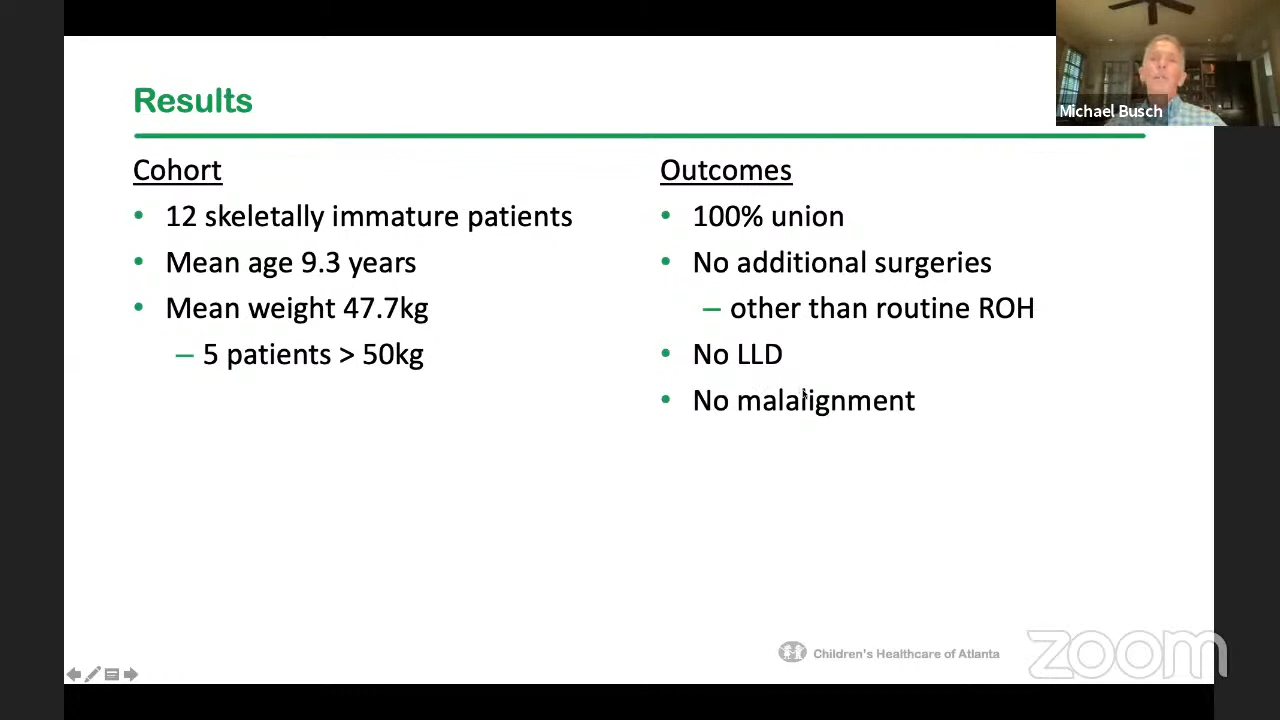 Results
Michael Busch
Cohort
• 12 skeletally immature patients
• Mean age 9.3 years
• Mean weight 47.7kg
– 5 patients > 50kg
Outcomes
• 100% union
• No additional surgeries
– other than routine ROH
• No LLD
• No malalignment
Children's Healthcare of Atlanta
zoom